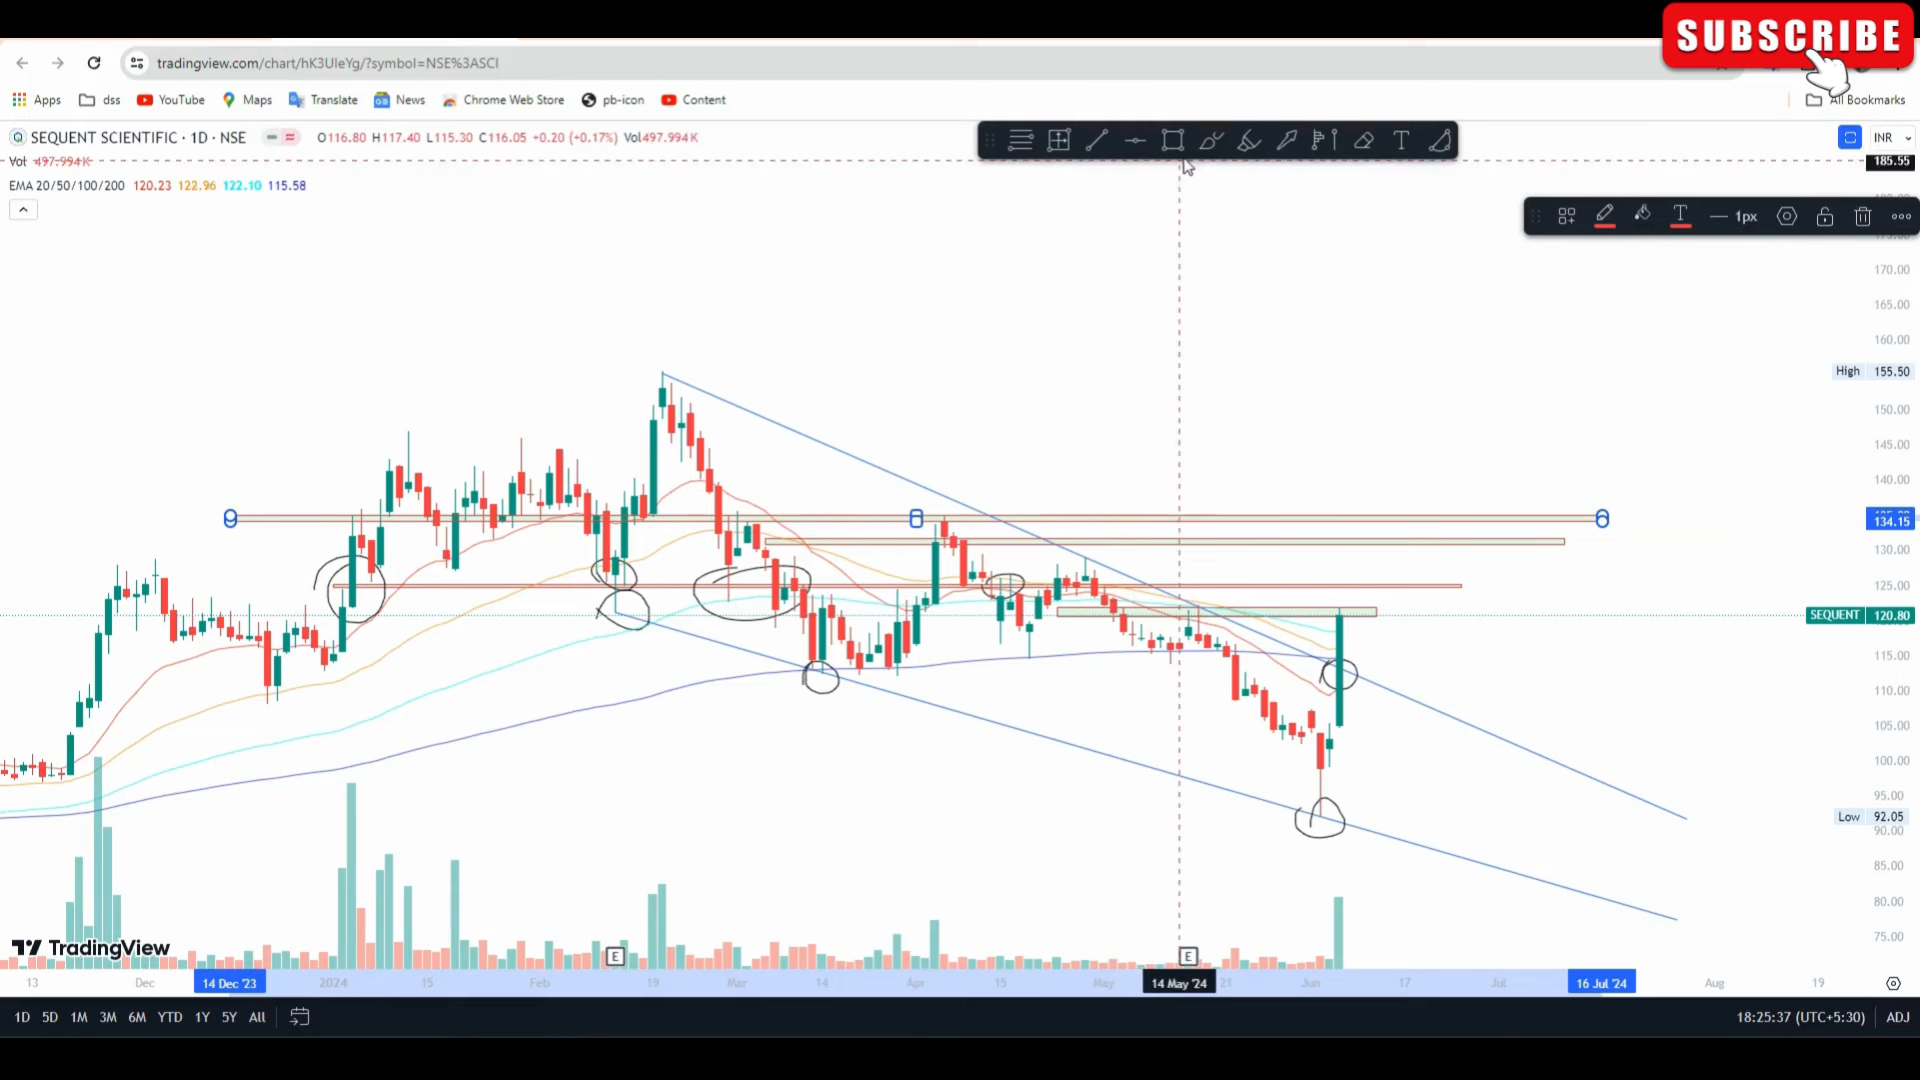 SUBSCRIBE
tradingview.com/chart/hK3UIeYg/?symbol=NSE%3ASCI
Apps dss YouTube Maps Translate News Chrome Web Store pb-icon Content All Bookmarks
SEQUENT SCIENTIFIC · 1D · NSE O116.80 H117.40 L115.30 C116.05 +0.20 (+0.17%) Vol497.994K INR
Vol 497.994K 185.55
EMA 20/50/100/200 120.23 122.96 122.10 115.58
T T 1px
170.00
165.00
160.00
High 155.50
150.00
145.00
140.00
134.15
130.00
125.00
SEQUENT 120.80
115.00
110.00
105.00
100.00
95.00
Low 92.05
90.00
85.00
80.00
75.00
TradingView E E
13 Dec 14 Dec '23 2024 15 Feb 19 Mar 14 Apr 15 May 14 May '24 21 Jun 17 Jul 16 Jul '24 Aug 19
1D 5D 1M 3M 6M YTD 1Y 5Y All 18:25:37 (UTC+5:30) ADJ